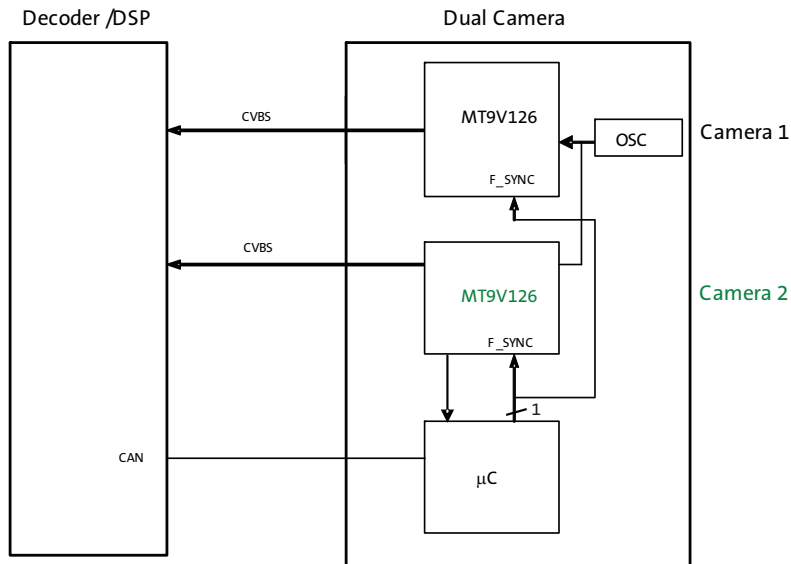 Decoder /DSP
Dual Camera
MT9V126
CVBS
OSC
Camera 1
F_SYNC
CVBS
MT9V126
Camera 2
F_SYNC
1
CAN
µC